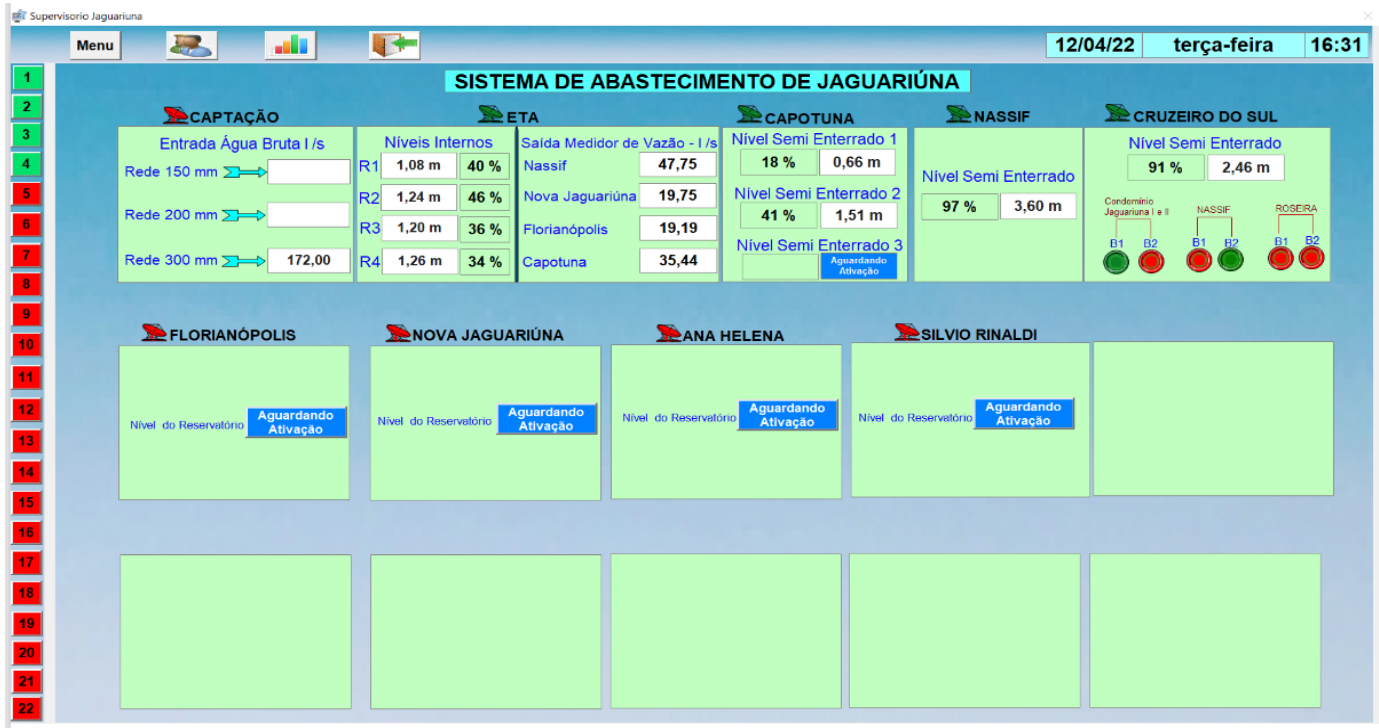 Supervisorio Jaguariuna
Menu
12/04/22 terça-feira 16:31
SISTEMA DE ABASTECIMENTO DE JAGUARIÚNA
1
2
3
4
5
6
7
8
9
10
11
12
13
14
15
16
17
18
19
20
21
22
CAPTAÇÃO
Entrada Água Bruta l /s
Rede 150 mm
Rede 200 mm
Rede 300 mm 172,00
ETA
Níveis Internos
R1 1,08 m 40 %
R2 1,24 m 46 %
R3 1,20 m 36 %
R4 1,26 m 34 %
Saída Medidor de Vazão - l /s
Nassif 47,75
Nova Jaguariúna 19,75
Florianópolis 19,19
Capotuna 35,44
CAPOTUNA
Nível Semi Enterrado 1
18 % 0,66 m
Nível Semi Enterrado 2
41 % 1,51 m
Nível Semi Enterrado 3
Aguardando
Ativação
NASSIF
Nível Semi Enterrado
97 % 3,60 m
CRUZEIRO DO SUL
Nível Semi Enterrado
91 % 2,46 m
Condomínio
Jaguariuna I e II
NASSIF
ROSEIRA
B1 B2 B1 B2 B1 B2
FLORIANÓPOLIS
Nível do Reservatório
Aguardando
Ativação
NOVA JAGUARIÚNA
Nível do Reservatório
Aguardando
Ativação
ANA HELENA
Nível do Reservatório
Aguardando
Ativação
SILVIO RINALDI
Nível do Reservatório
Aguardando
Ativação